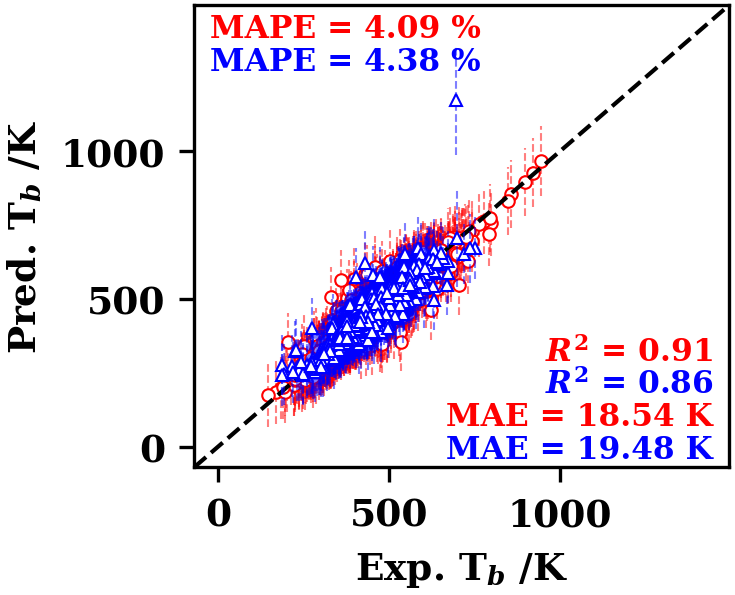 MAPE = 4.09 %
MAPE = 4.38 %
1000
500
0
Pred. T_b /K
R² = 0.91
R² = 0.86
MAE = 18.54 K
MAE = 19.48 K
0 500 1000
Exp. T_b /K